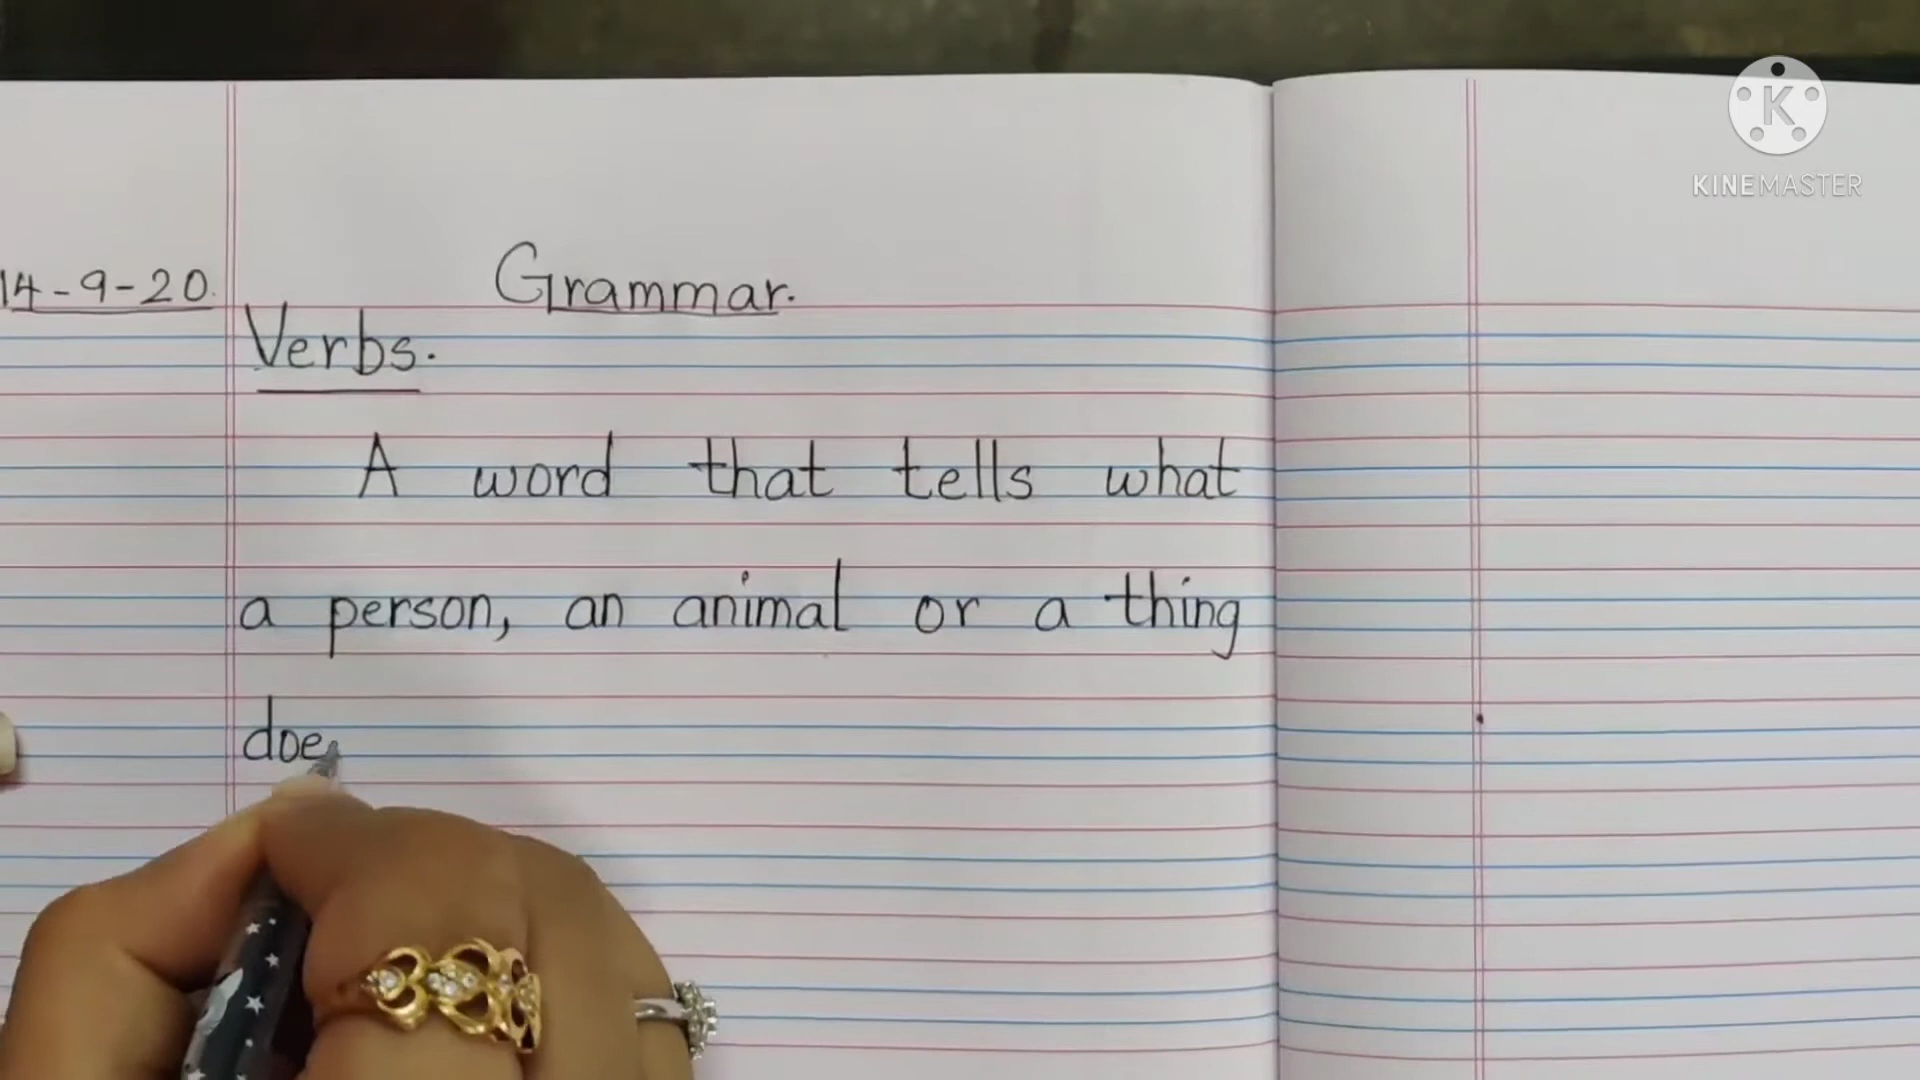 K
KINEMASTER
14-9-20.
Grammar.
Verbs.
A word that tells what
a person, an animal or a thing
doe